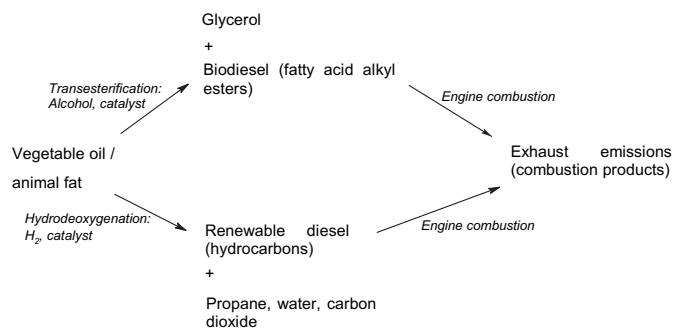 Glycerol
+
Biodiesel (fatty acid alkyl
esters)
Transesterification:
Alcohol, catalyst
Engine combustion
Vegetable oil /
animal fat
Exhaust emissions
(combustion products)
Hydrodeoxygenation:
H2, catalyst
Renewable diesel
(hydrocarbons)
Engine combustion
+
Propane, water, carbon
dioxide